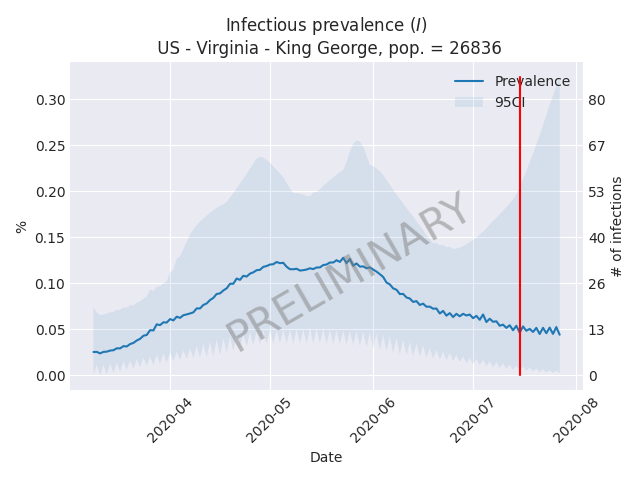 Infectious prevalence (I)
US - Virginia - King George, pop. = 26836
Prevalence
95CI
0.30
0.25
0.20
0.15
0.10
0.05
0.00
%
80
67
53
40
26
13
0
# of infections
PRELIMINARY
2020-04
2020-05
2020-06
2020-07
2020-08
Date